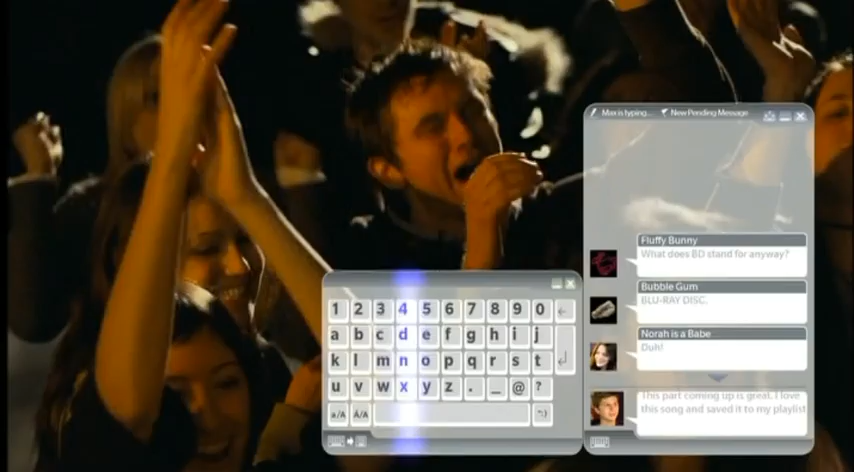 Max is typing... New Pending Message
Fluffy Bunny
What does BD stand for anyway?
Bubble Gum
BLU-RAY DISC.
Norah is a Babe
Duh!
This part coming up is great. I love
this song and saved it to my playlist
1 2 3 4 5 6 7 8 9 0 ←
a b c d e f g h i j
k l m n o p q r s t ↵
u v w x y z . _ @ ?
a/A A/A :)